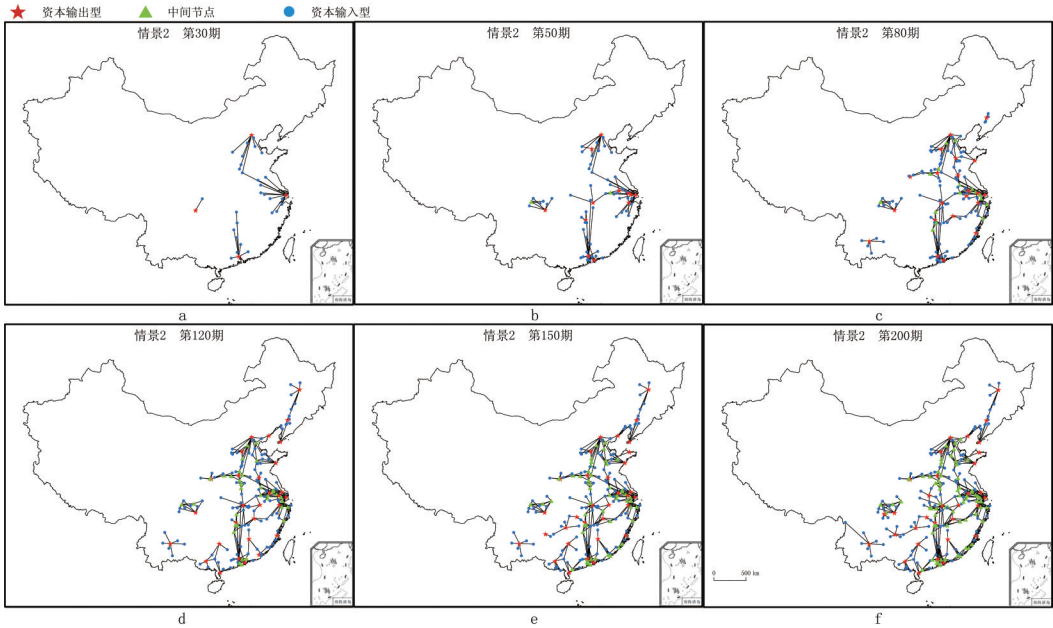 资本输出型 中间节点 资本输入型
情景2 第30期
情景2 第50期
情景2 第80期
a
b
c
情景2 第120期
情景2 第150期
情景2 第200期
0 500 km
d
e
f